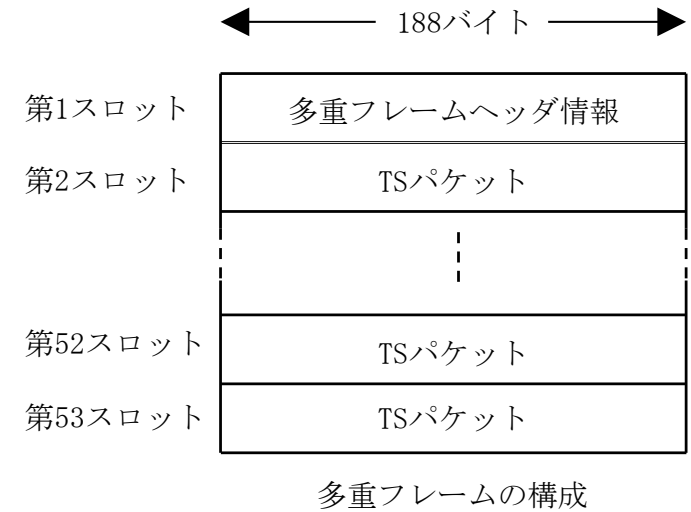 188バイト
第1スロット 多重フレームヘッダ情報
第2スロット TSパケット
第52スロット TSパケット
第53スロット TSパケット
多重フレームの構成